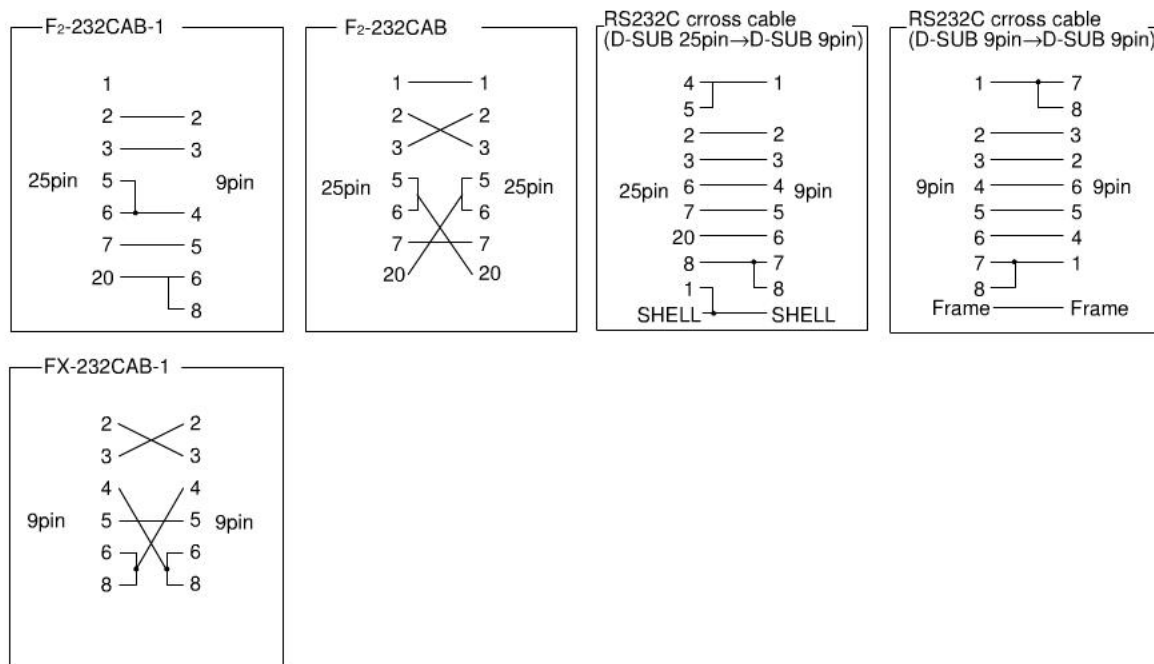 F2-232CAB-1
1
2 2
3 3
5
25pin 9pin
6 4
7 5
20 6
8
F2-232CAB
1 1
2 2
3 3
5 5
25pin 25pin
6 6
7 7
20 20
RS232C crross cable
(D-SUB 25pin→D-SUB 9pin)
4 1
5
2 2
3 3
6 4
25pin 9pin
7 5
20 6
8 7
1 8
SHELL SHELL
RS232C crross cable
(D-SUB 9pin→D-SUB 9pin)
1 7
8
2 3
3 2
9pin 4 6 9pin
5 5
6 4
7 1
8
Frame Frame
FX-232CAB-1
2 2
3 3
4 4
9pin 5 5 9pin
6 6
8 8